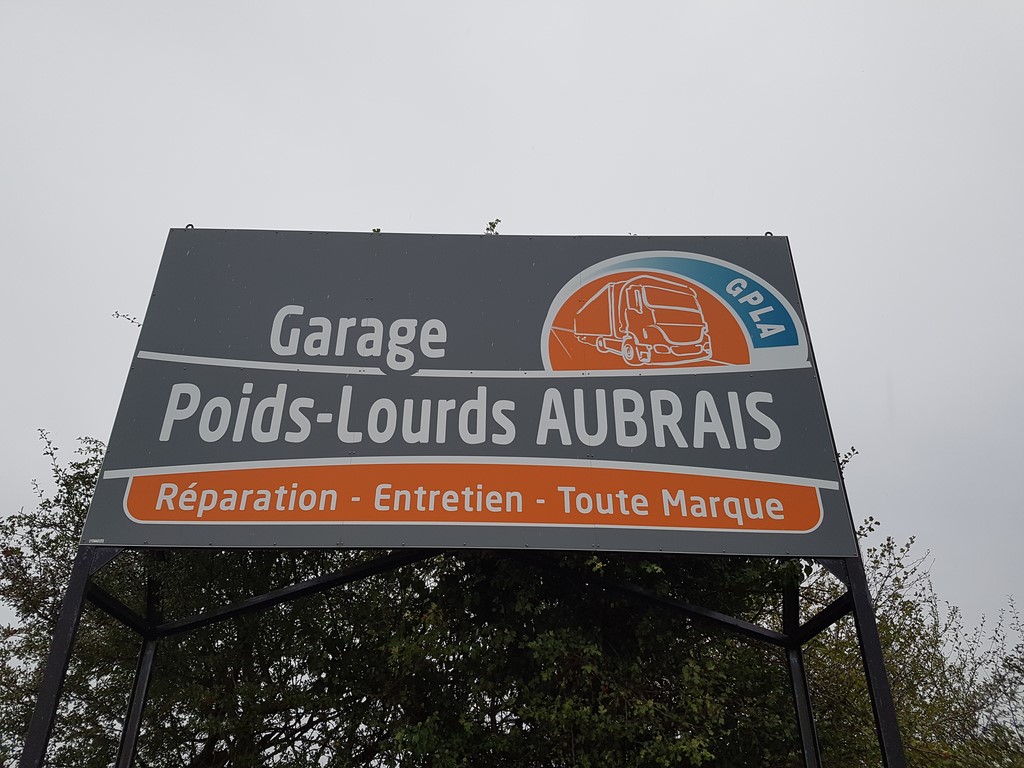 GPLA
Garage
Poids-Lourds AUBRAIS
Réparation - Entretien - Toute Marque